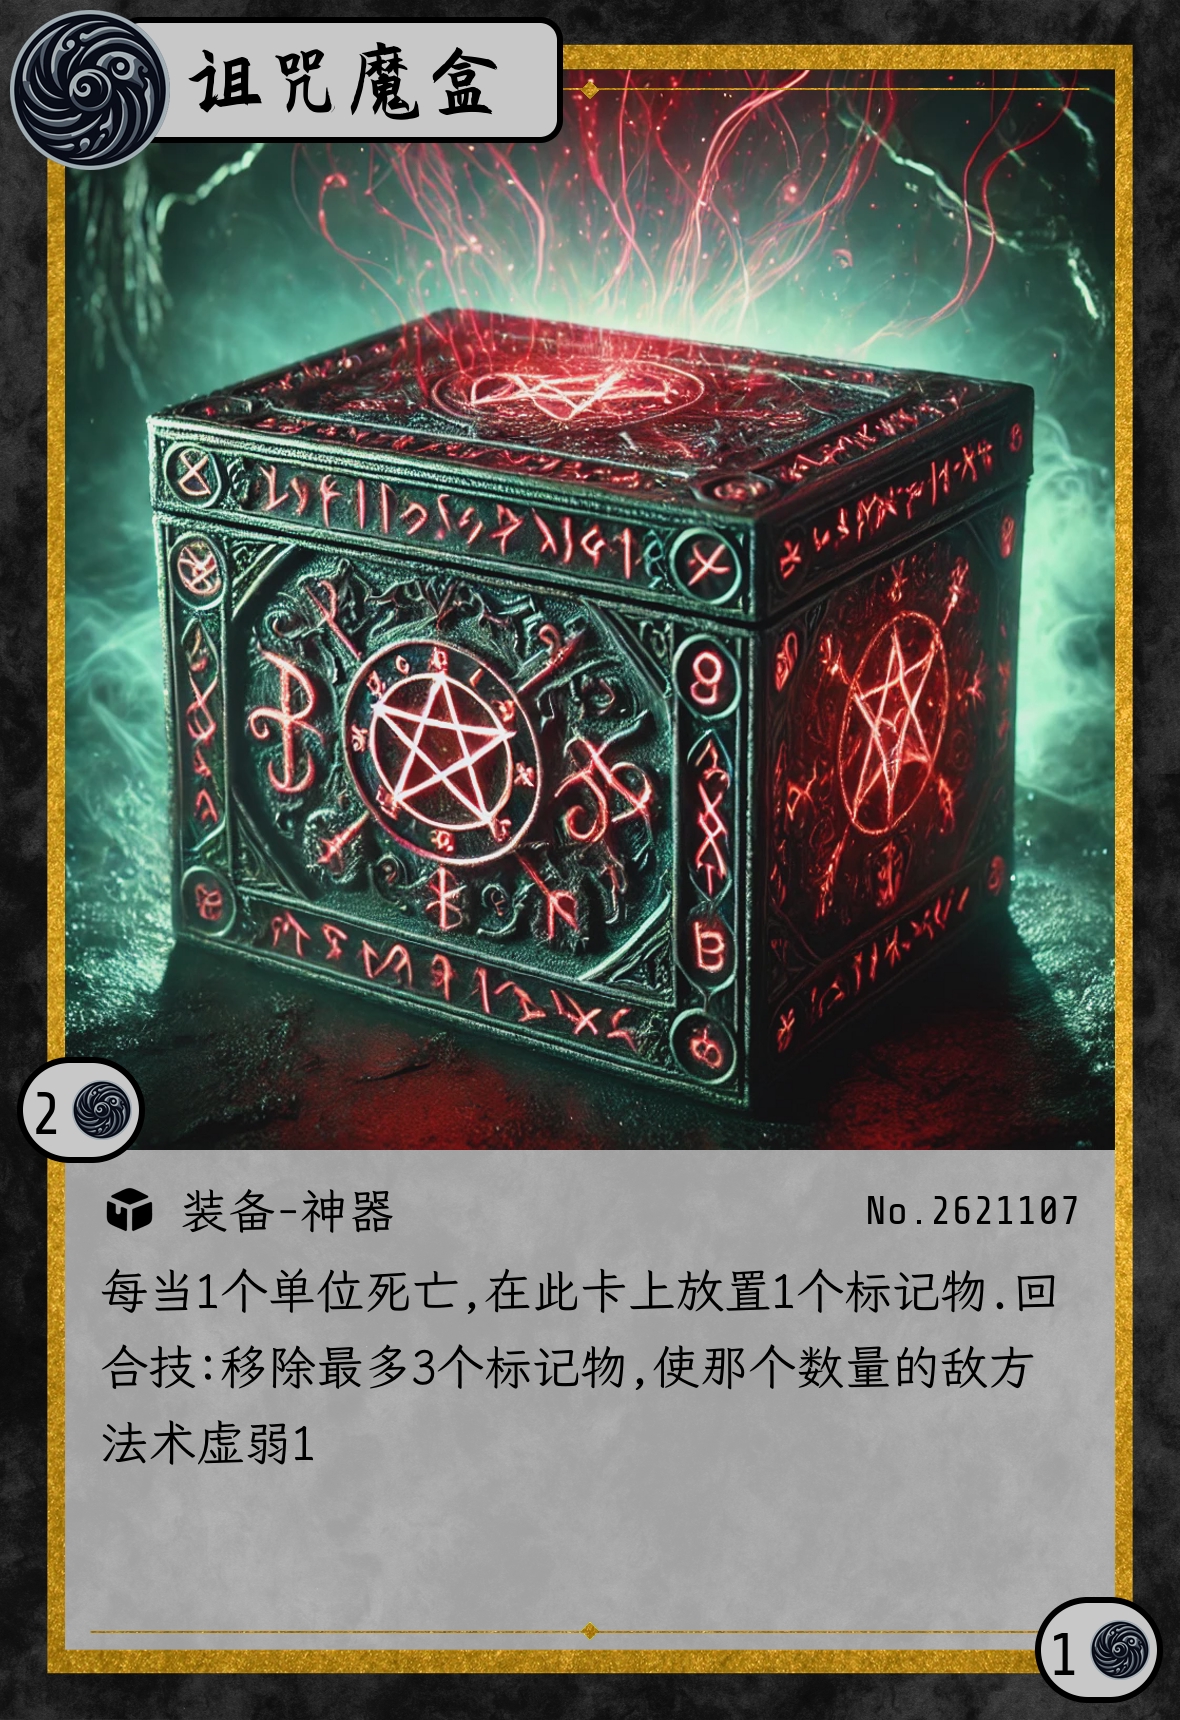 诅咒魔盒
2
装备-神器
No.2621107
每当1个单位死亡,在此卡上放置1个标记物.回
合技:移除最多3个标记物,使那个数量的敌方
法术虚弱1
1